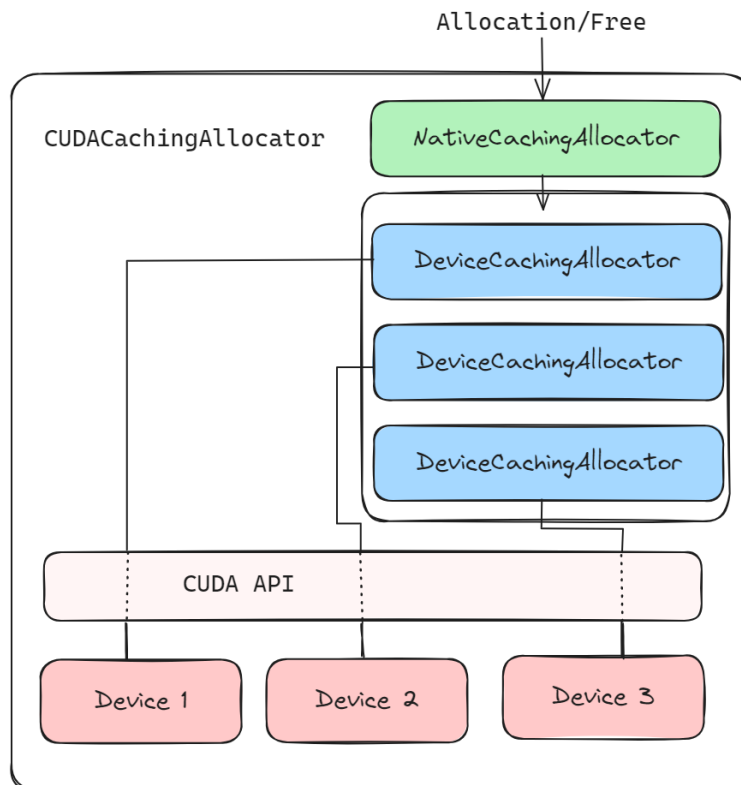 Allocation/Free
CUDACachingAllocator
NativeCachingAllocator
DeviceCachingAllocator
DeviceCachingAllocator
DeviceCachingAllocator
CUDA API
Device 1
Device 2
Device 3